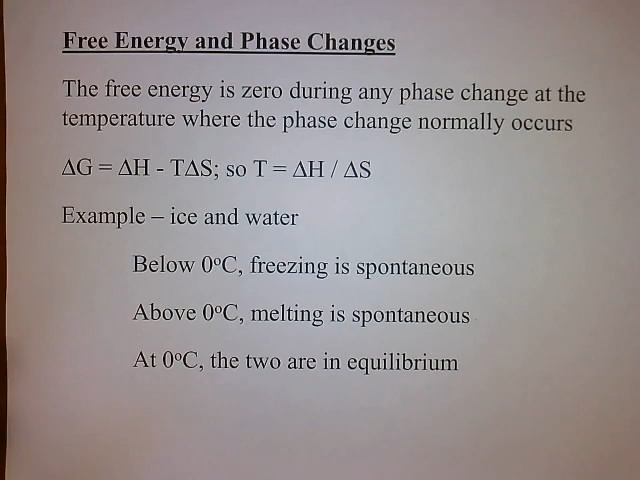 Free Energy and Phase Changes
The free energy is zero during any phase change at the
temperature where the phase change normally occurs
ΔG = ΔH - TΔS; so T = ΔH / ΔS
Example – ice and water
Below 0ºC, freezing is spontaneous
Above 0ºC, melting is spontaneous
At 0ºC, the two are in equilibrium